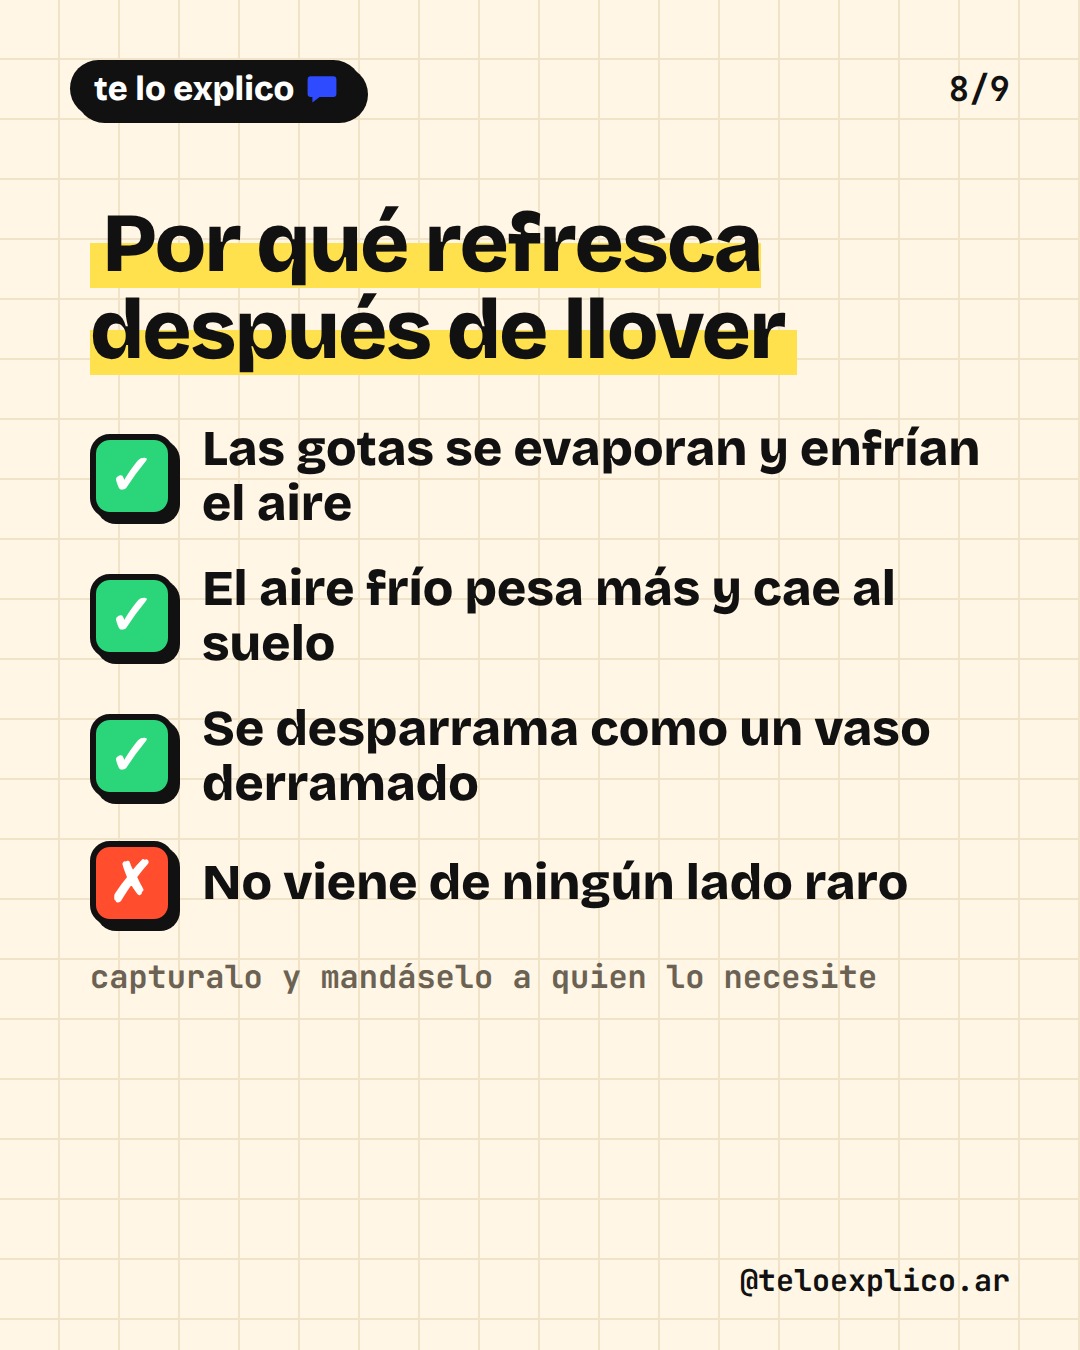 te lo explico
8/9
Por qué refresca
después de llover
✓ Las gotas se evaporan y enfrían
el aire
✓ El aire frío pesa más y cae al
suelo
✓ Se desparrama como un vaso
derramado
✗ No viene de ningún lado raro
capturalo y mandáselo a quien lo necesite
@teloexplico.ar